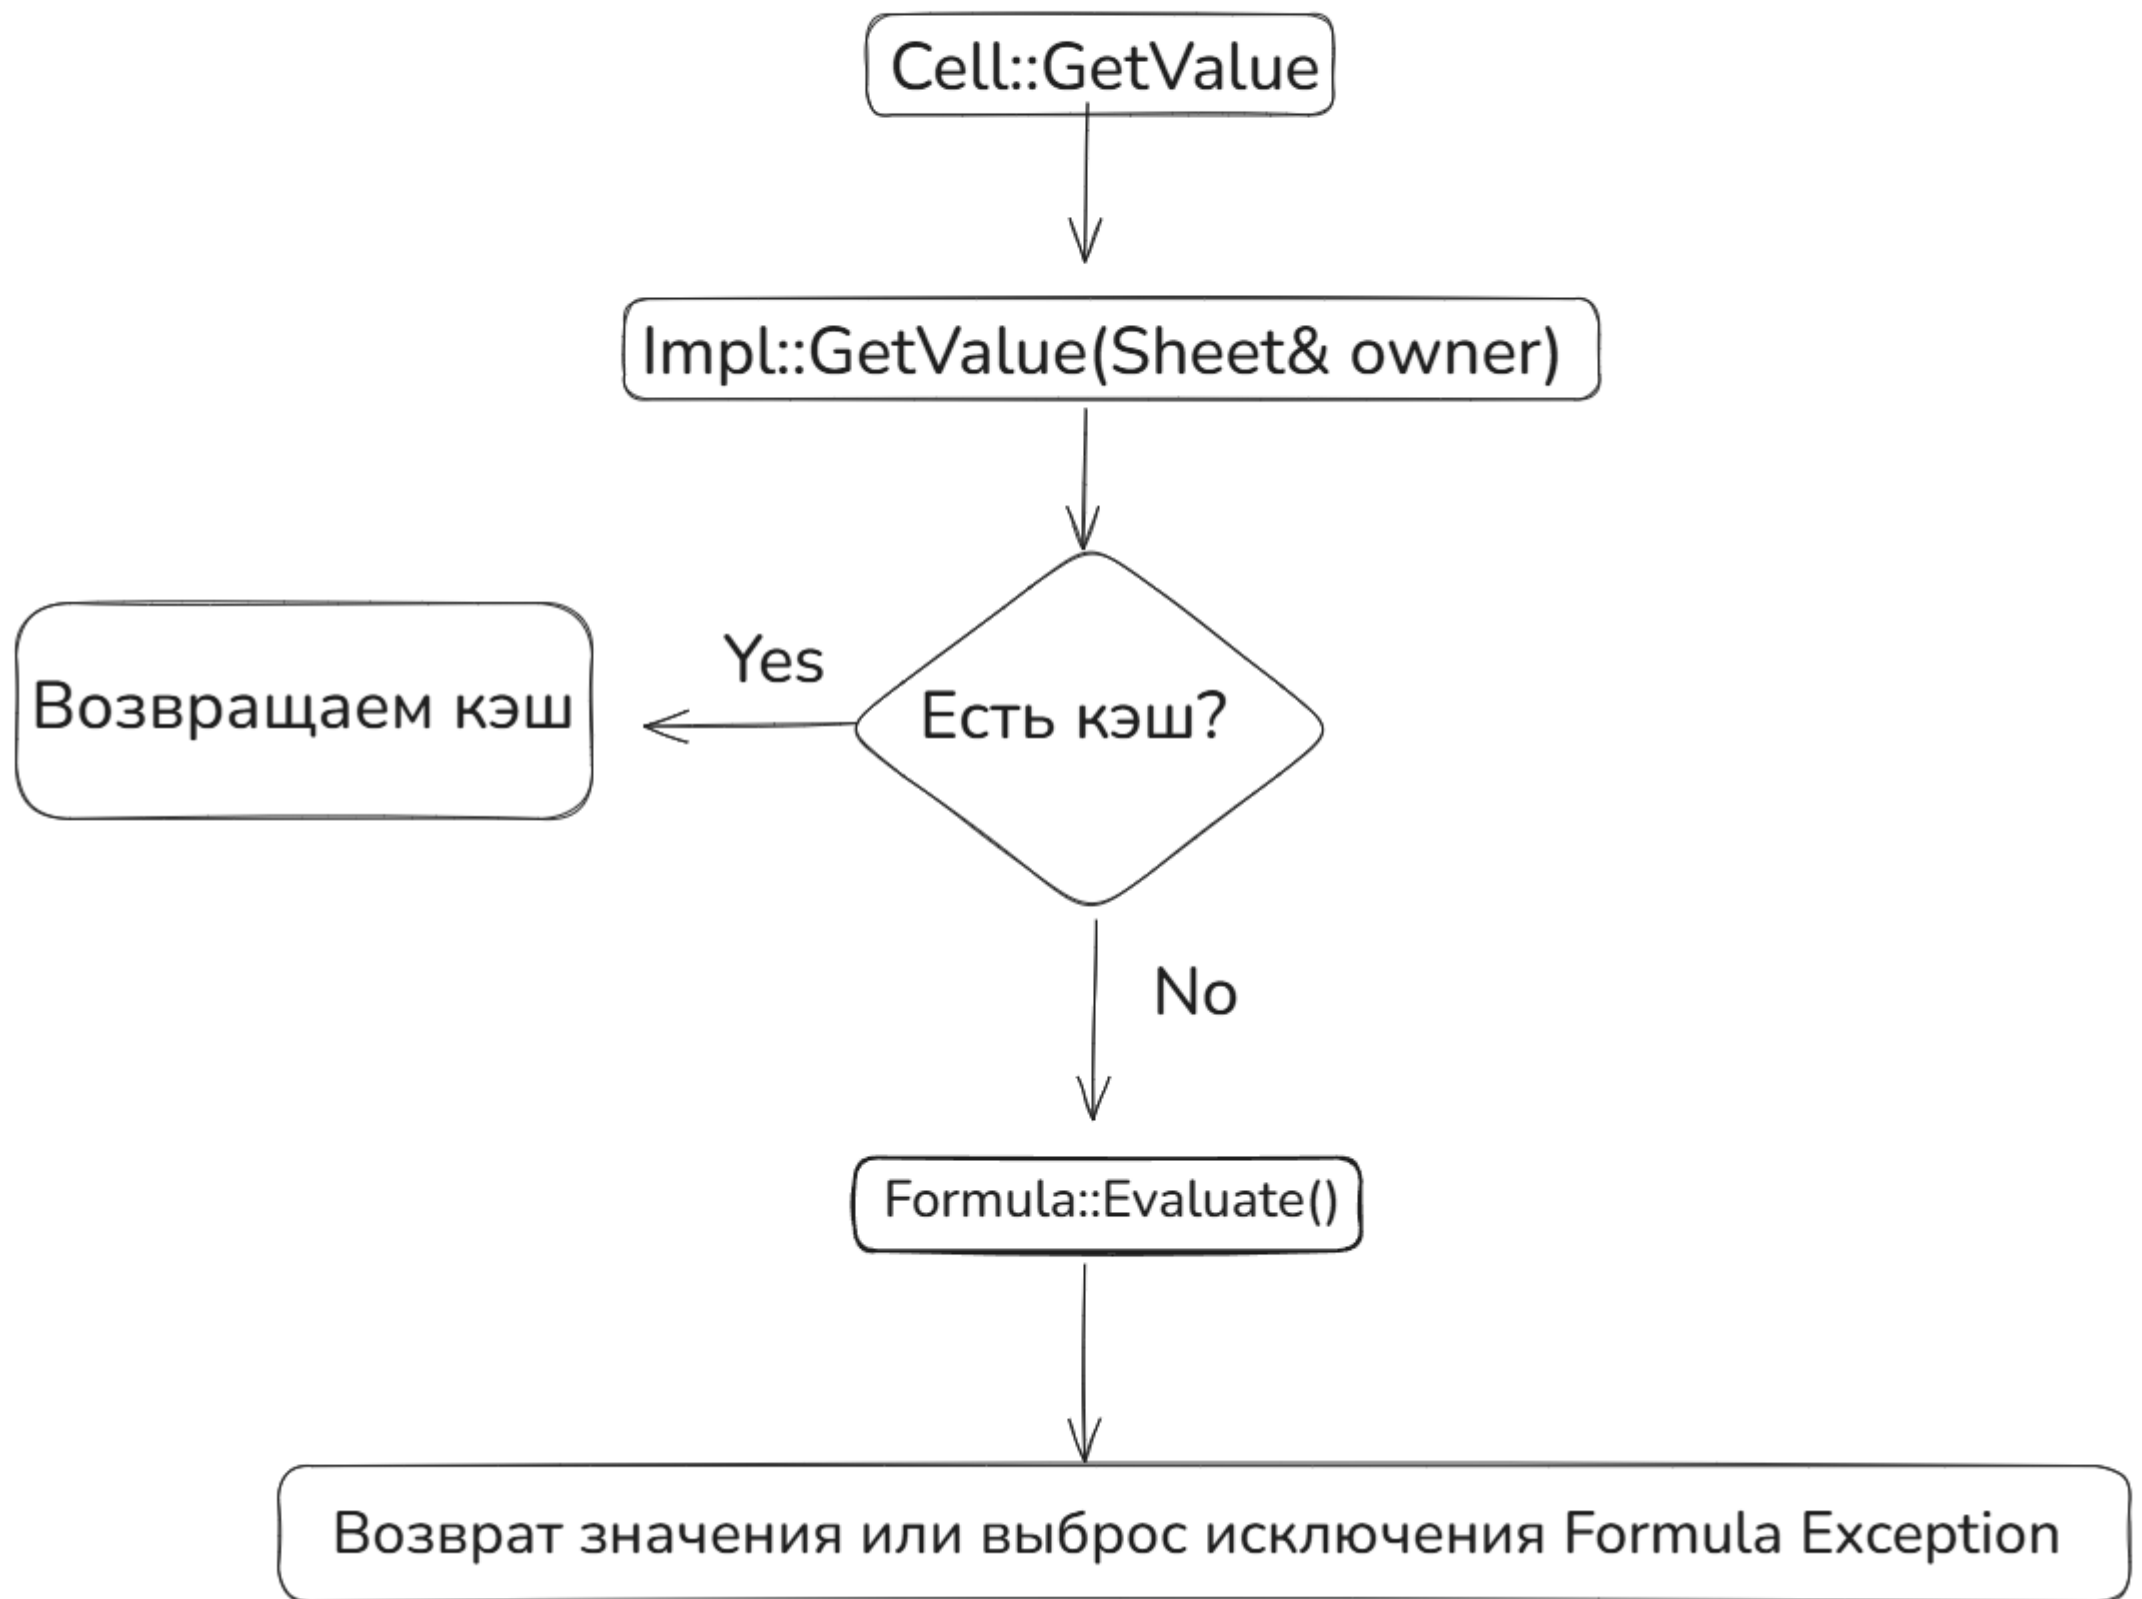 Cell::GetValue
Impl::GetValue(Sheet& owner)
Yes
Возвращаем кэш
Есть кэш?
No
Formula::Evaluate()
Возврат значения или выброс исключения Formula Exception